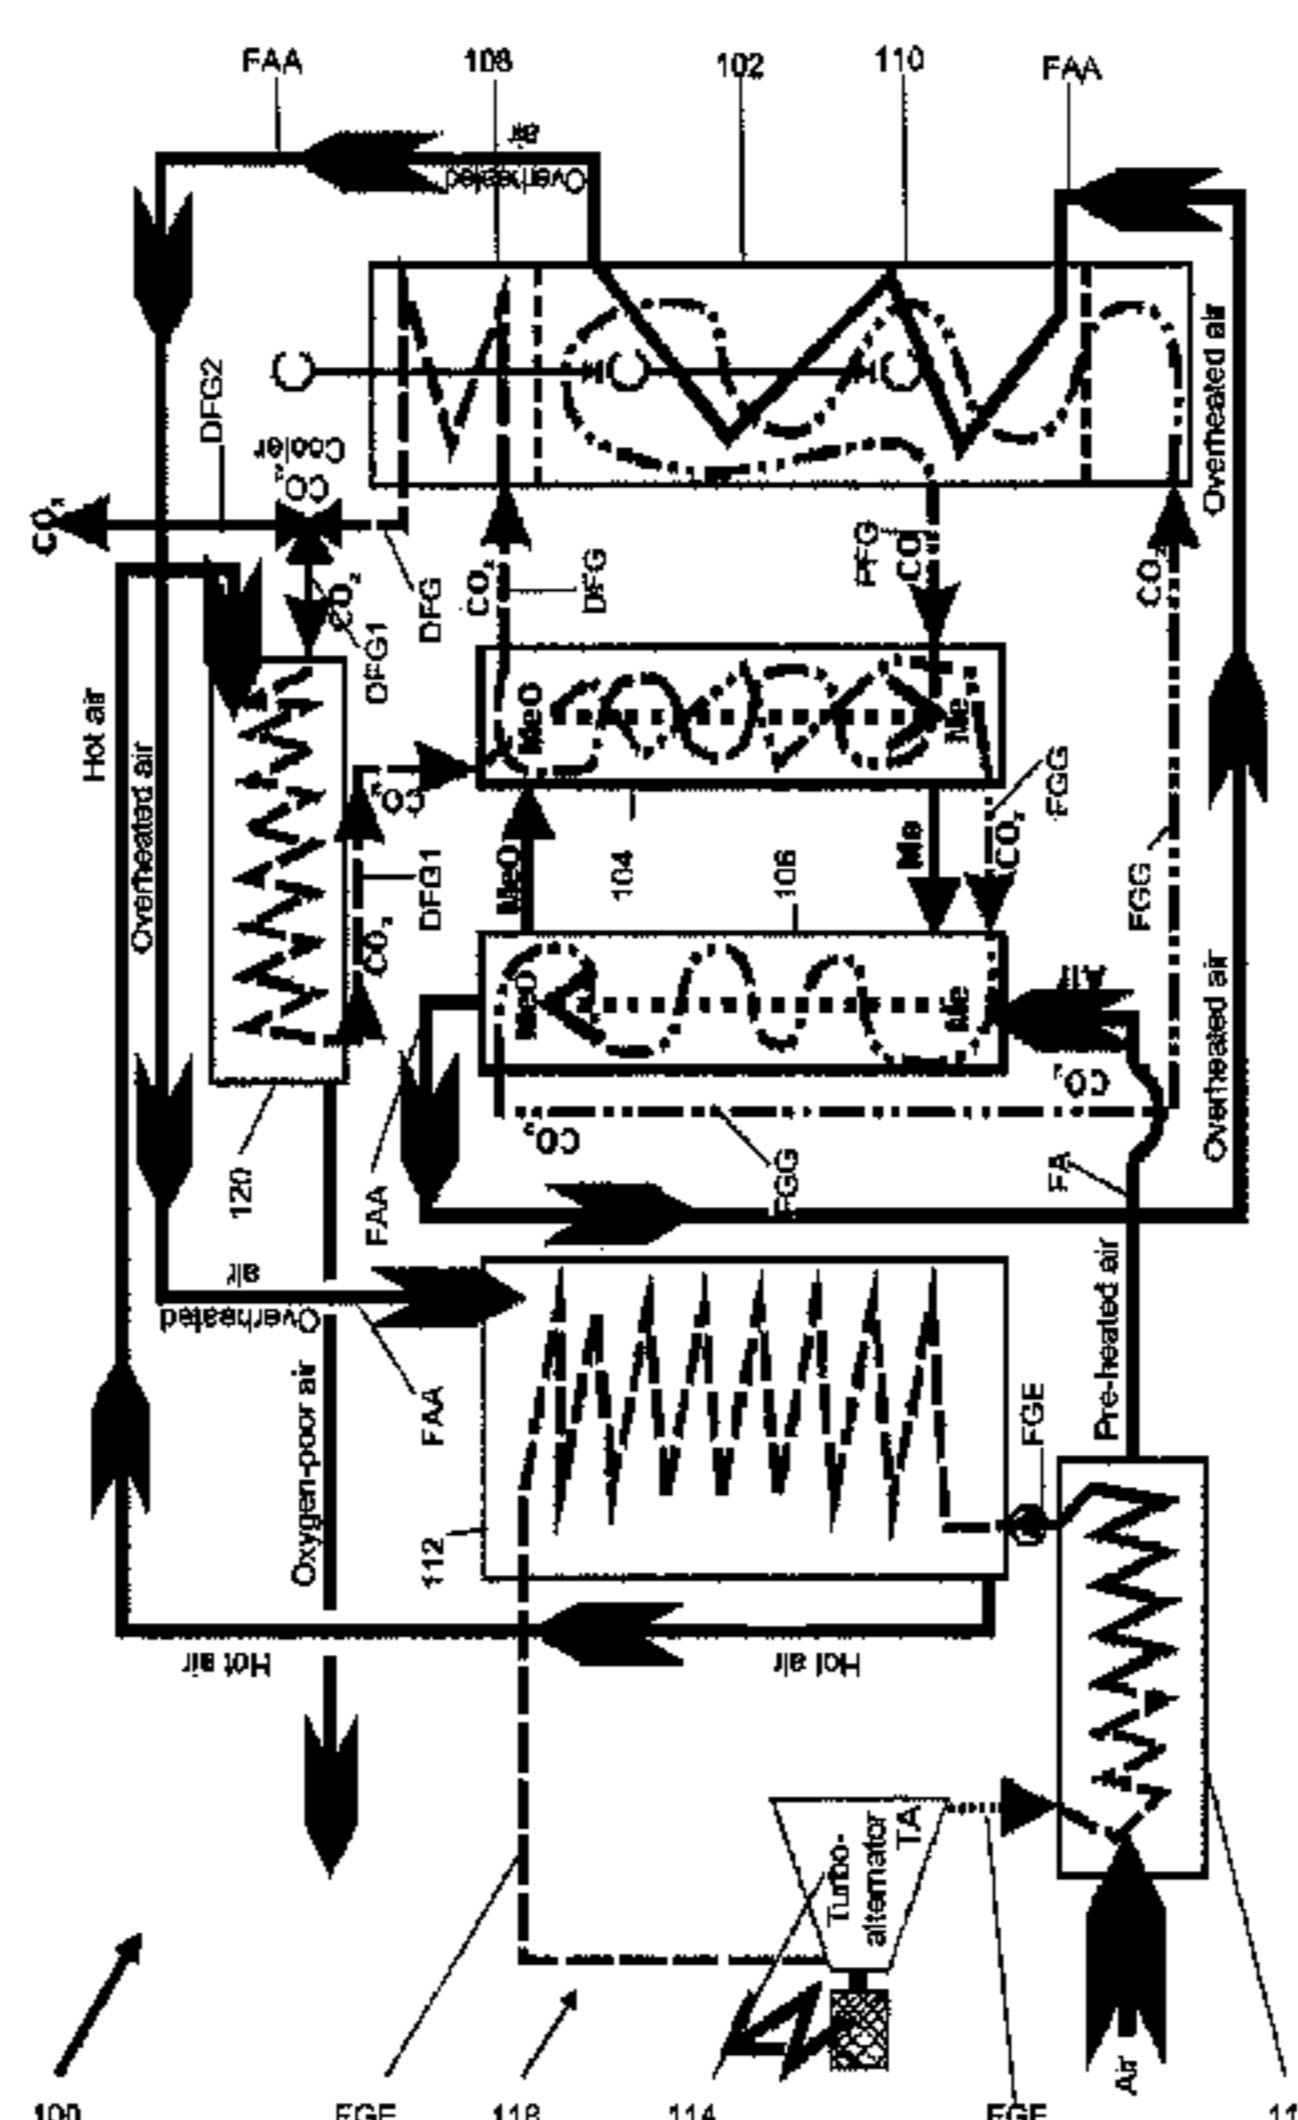 FAA
108
102
110
FAA
Overheated
air
DFG2
Cooler
CO₂
COₓ
C
C
C
Overheated air
CO₂
DFG1
DFG
CO₂
DFG
PFG
CO
CO₂
Hot air
Overheated air
MeO
Me
CO₂
DFG1
CO₂
MeO
104
106
Me
CO₂
FGG
FGG
MeO
Me
Air
CO₂
Overheated air
120
FAA
CO₂
FGG
FA
air
Overheated
Oxygen-poor air
FAA
112
FGE
Pre-heated air
Hot air
Hot air
Turbo-
alternator
TA
Air
100
FGE
118
114
FGE